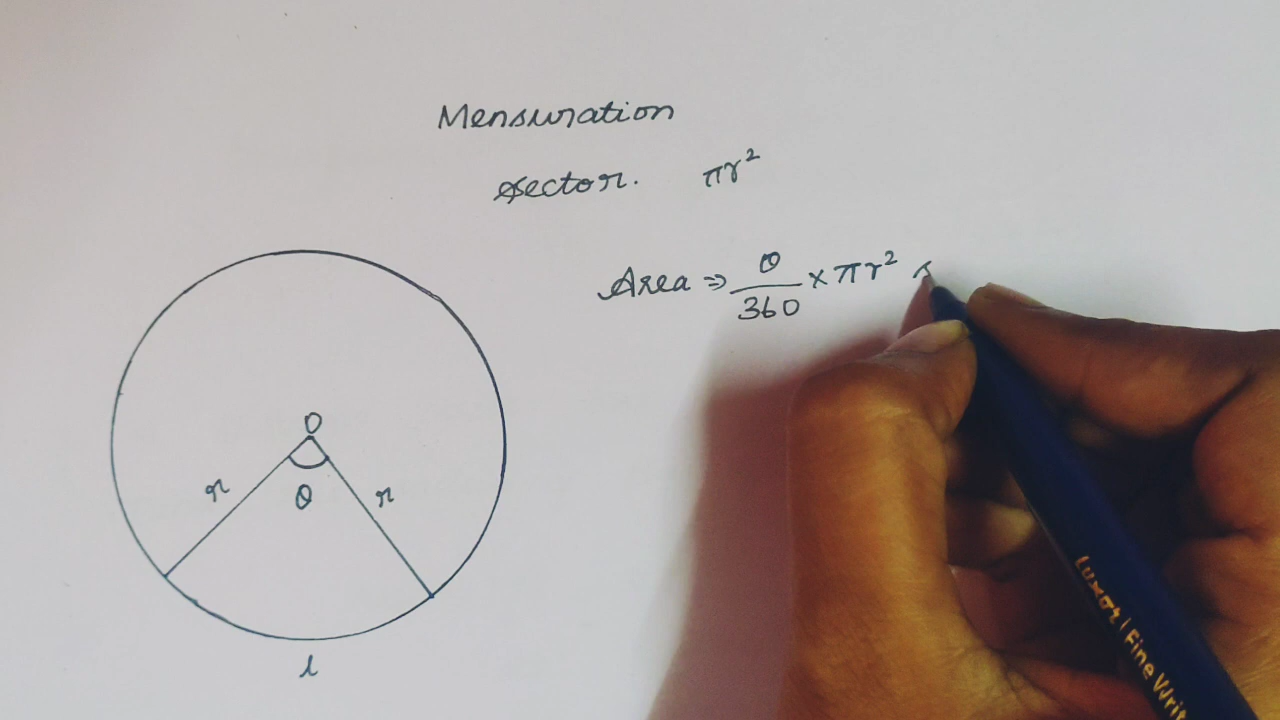 Mensuration
Sector. πr²
Area ⇒ θ/360 × πr²
O
r θ r
l
Luxor | Fine Writ